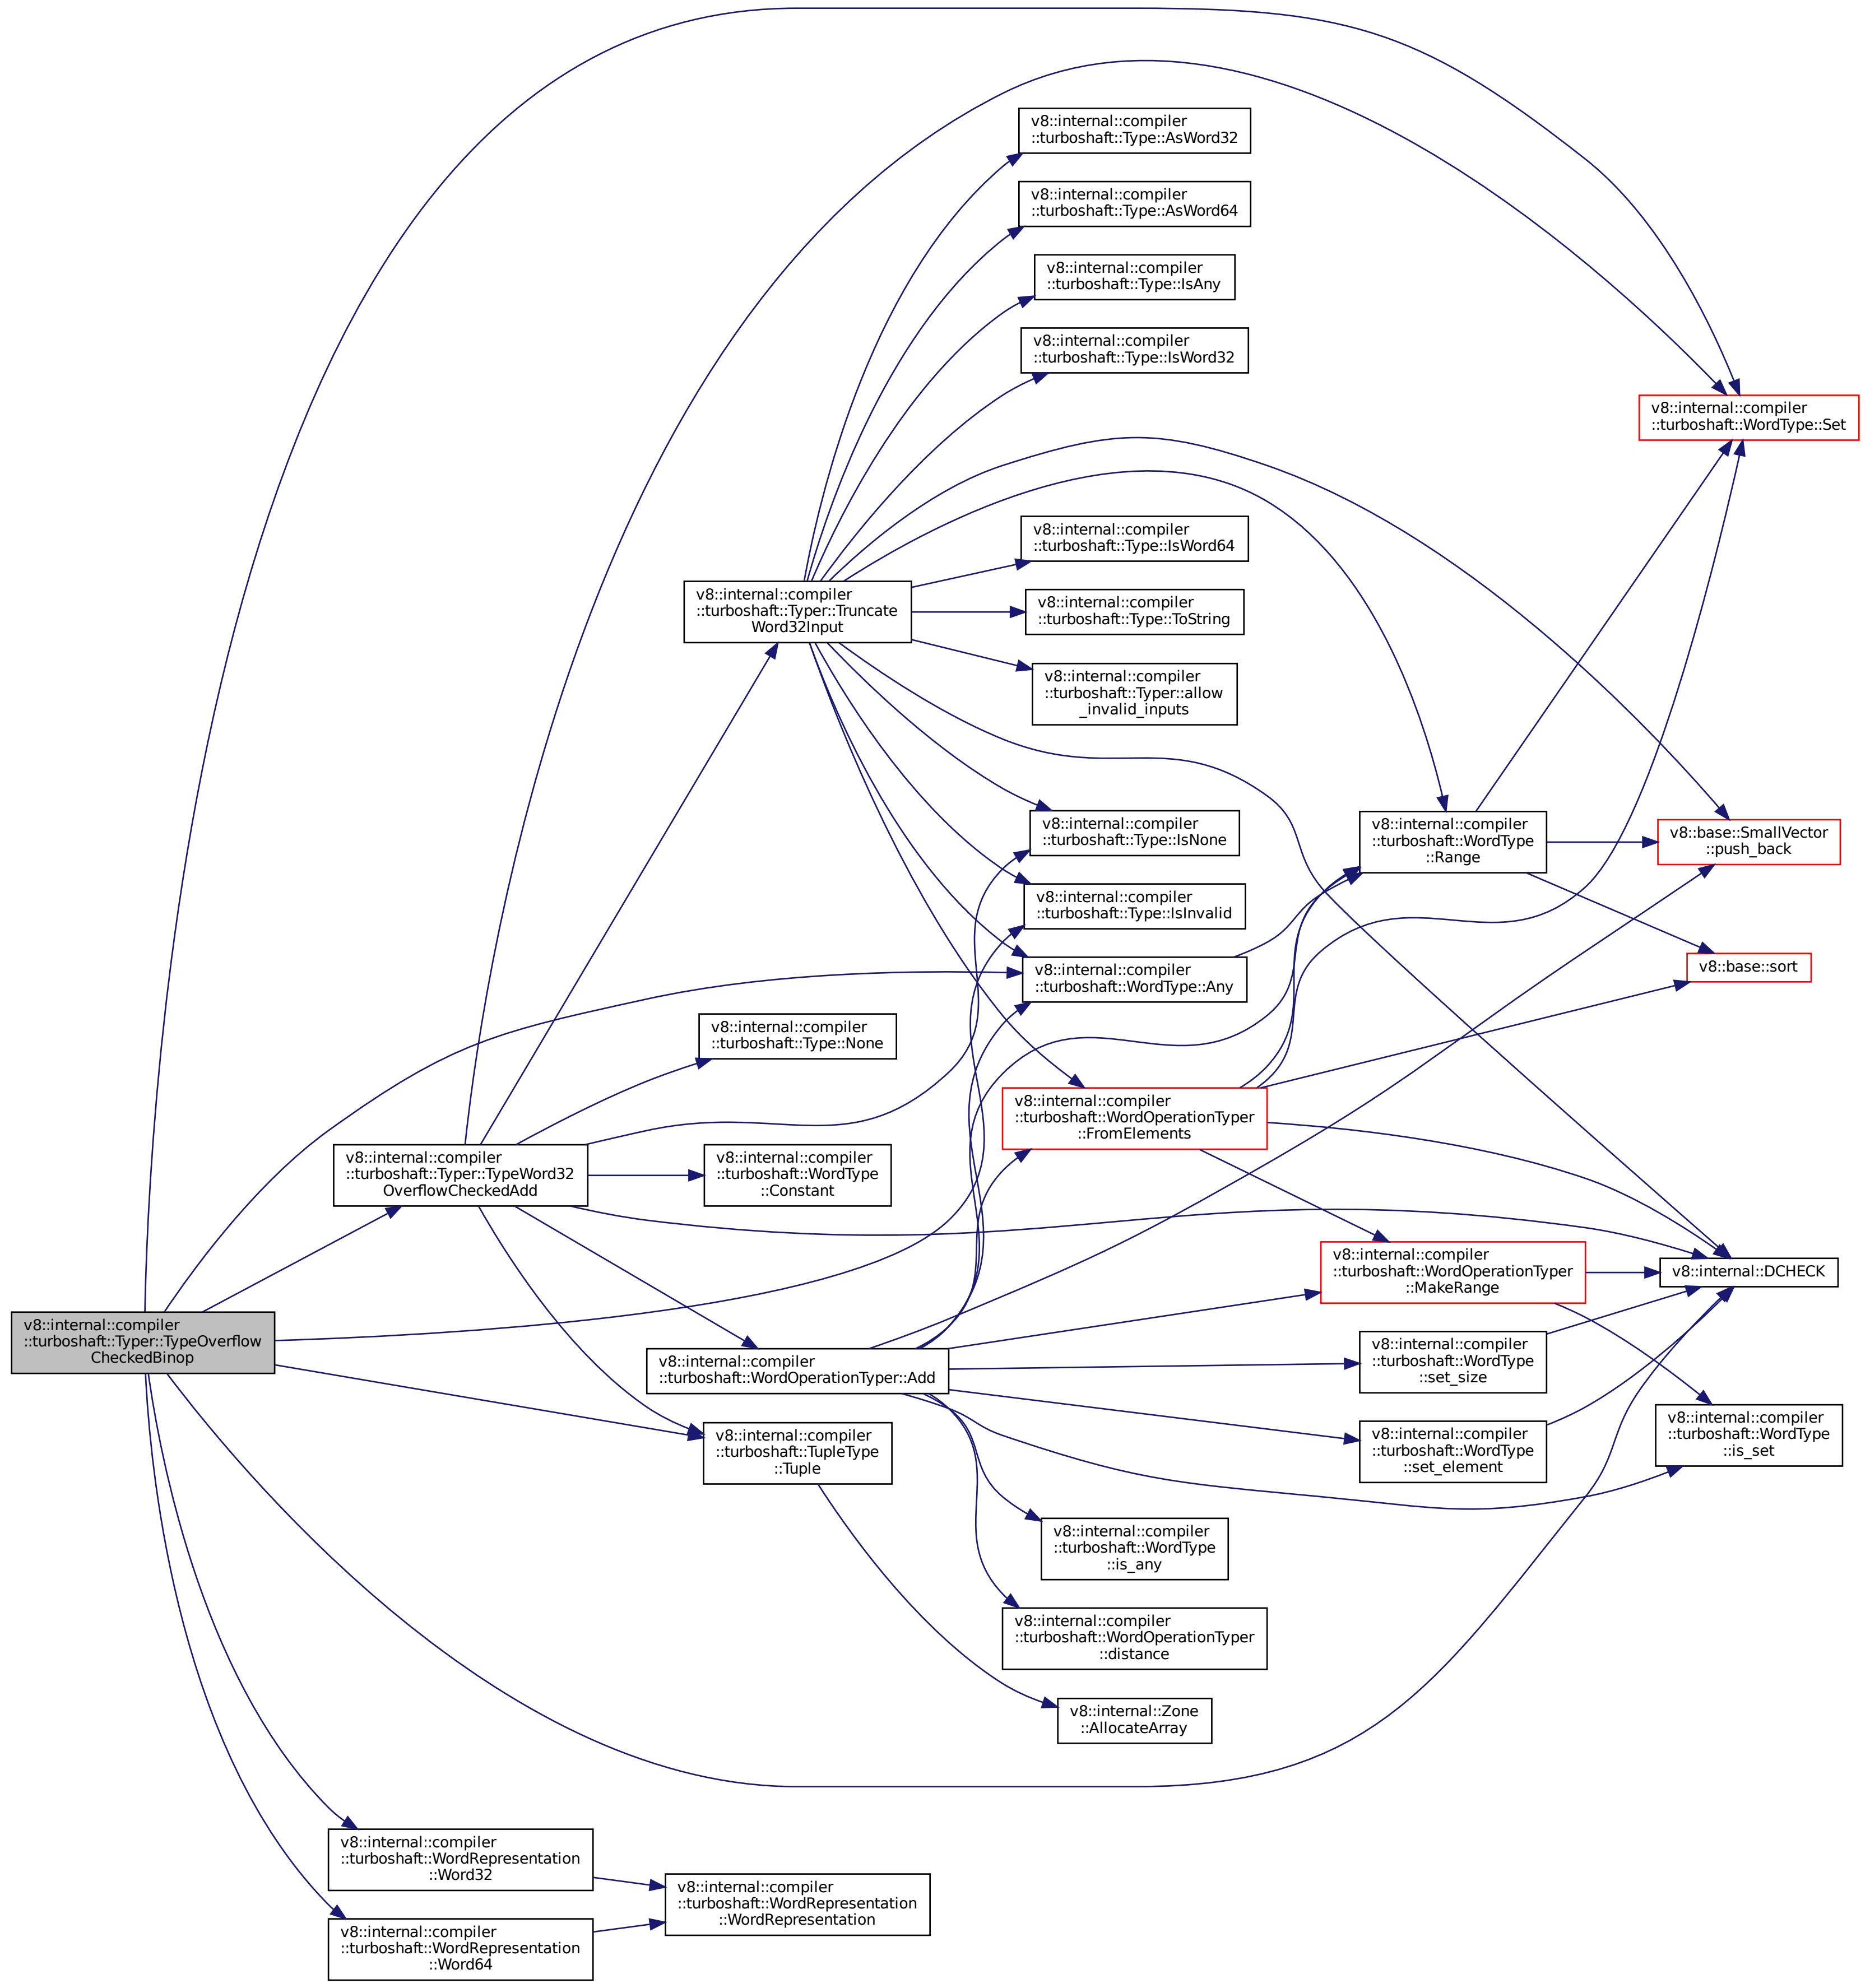 v8::internal::compiler
::turboshaft::Type::AsWord32
v8::internal::compiler
::turboshaft::Type::AsWord64
v8::internal::compiler
::turboshaft::Type::IsAny
v8::internal::compiler
::turboshaft::Type::IsWord32
v8::internal::compiler
::turboshaft::WordType::Set
v8::internal::compiler
::turboshaft::Type::IsWord64
v8::internal::compiler
::turboshaft::Typer::Truncate
Word32Input
v8::internal::compiler
::turboshaft::Type::ToString
v8::internal::compiler
::turboshaft::Typer::allow
_invalid_inputs
v8::internal::compiler
::turboshaft::Type::IsNone
v8::internal::compiler
::turboshaft::WordType
::Range
v8::base::SmallVector
::push_back
v8::internal::compiler
::turboshaft::Type::IsInvalid
v8::internal::compiler
::turboshaft::WordType::Any
v8::base::sort
v8::internal::compiler
::turboshaft::Type::None
v8::internal::compiler
::turboshaft::WordOperationTyper
::FromElements
v8::internal::compiler
::turboshaft::Typer::TypeWord32
OverflowCheckedAdd
v8::internal::compiler
::turboshaft::WordType
::Constant
v8::internal::compiler
::turboshaft::WordOperationTyper
::MakeRange
v8::internal::DCHECK
v8::internal::compiler
::turboshaft::Typer::TypeOverflow
CheckedBinop
v8::internal::compiler
::turboshaft::WordOperationTyper::Add
v8::internal::compiler
::turboshaft::WordType
::set_size
v8::internal::compiler
::turboshaft::TupleType
::Tuple
v8::internal::compiler
::turboshaft::WordType
::set_element
v8::internal::compiler
::turboshaft::WordType
::is_set
v8::internal::compiler
::turboshaft::WordType
::is_any
v8::internal::compiler
::turboshaft::WordOperationTyper
::distance
v8::internal::Zone
::AllocateArray
v8::internal::compiler
::turboshaft::WordRepresentation
::Word32
v8::internal::compiler
::turboshaft::WordRepresentation
::WordRepresentation
v8::internal::compiler
::turboshaft::WordRepresentation
::Word64